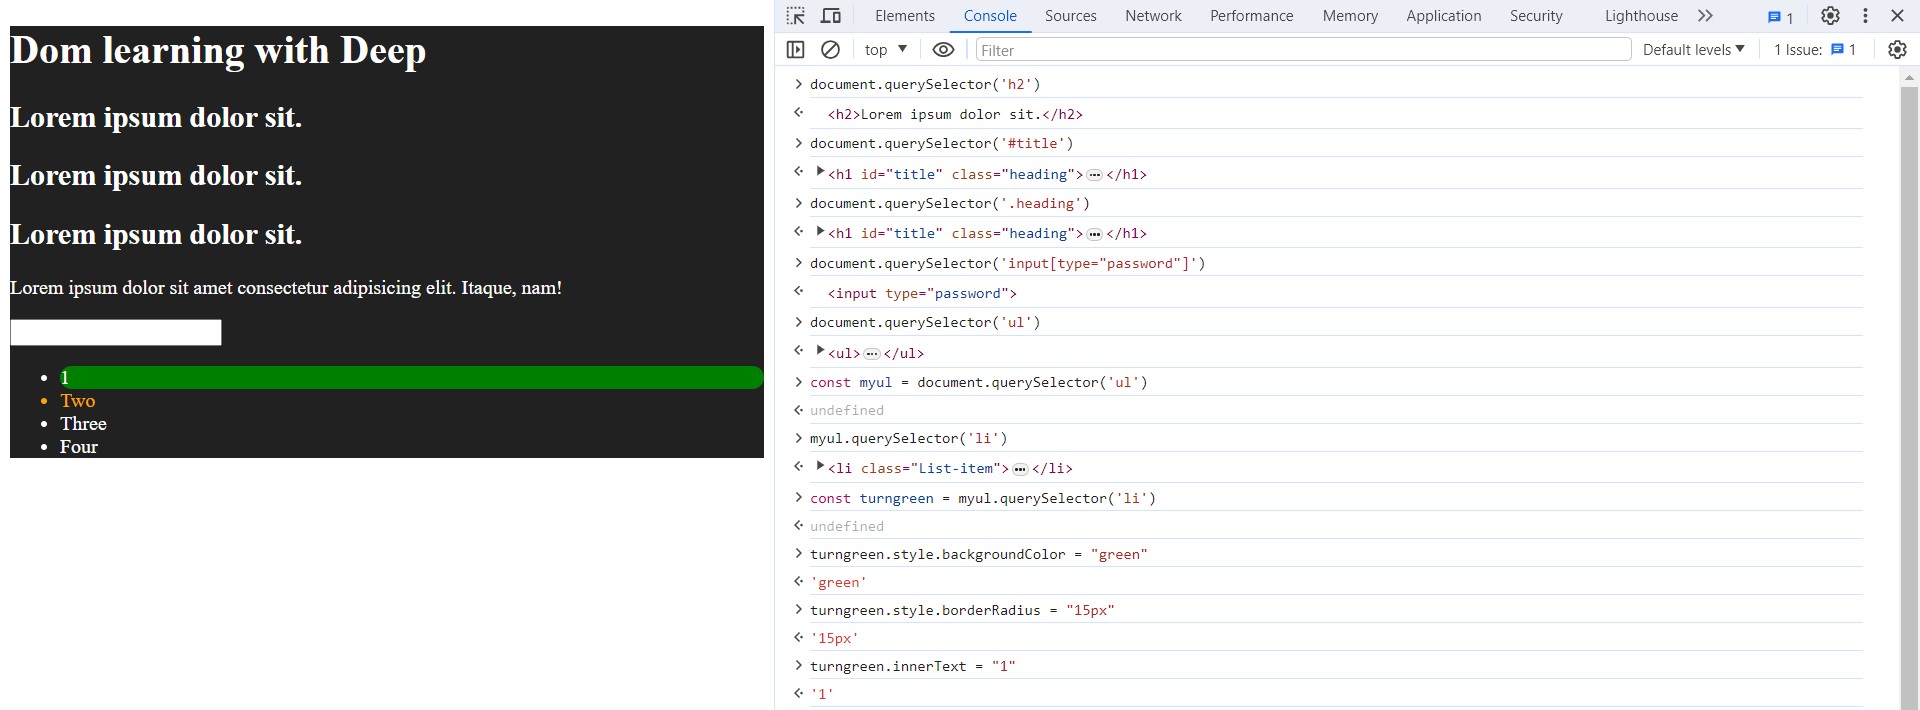 Dom learning with Deep
Lorem ipsum dolor sit.
Lorem ipsum dolor sit.
Lorem ipsum dolor sit.
Lorem ipsum dolor sit amet consectetur adipisicing elit. Itaque, nam!
• 1
• Two
• Three
• Four
Elements Console Sources Network Performance Memory Application Security Lighthouse 1
top Filter Default levels 1 Issue: 1
document.querySelector('h2')
<h2>Lorem ipsum dolor sit.</h2>
document.querySelector('#title')
<h1 id="title" class="heading">…</h1>
document.querySelector('.heading')
<h1 id="title" class="heading">…</h1>
document.querySelector('input[type="password"]')
<input type="password">
document.querySelector('ul')
<ul>…</ul>
const myul = document.querySelector('ul')
undefined
myul.querySelector('li')
<li class="List-item">…</li>
const turngreen = myul.querySelector('li')
undefined
turngreen.style.backgroundColor = "green"
'green'
turngreen.style.borderRadius = "15px"
'15px'
turngreen.innerText = "1"
'1'